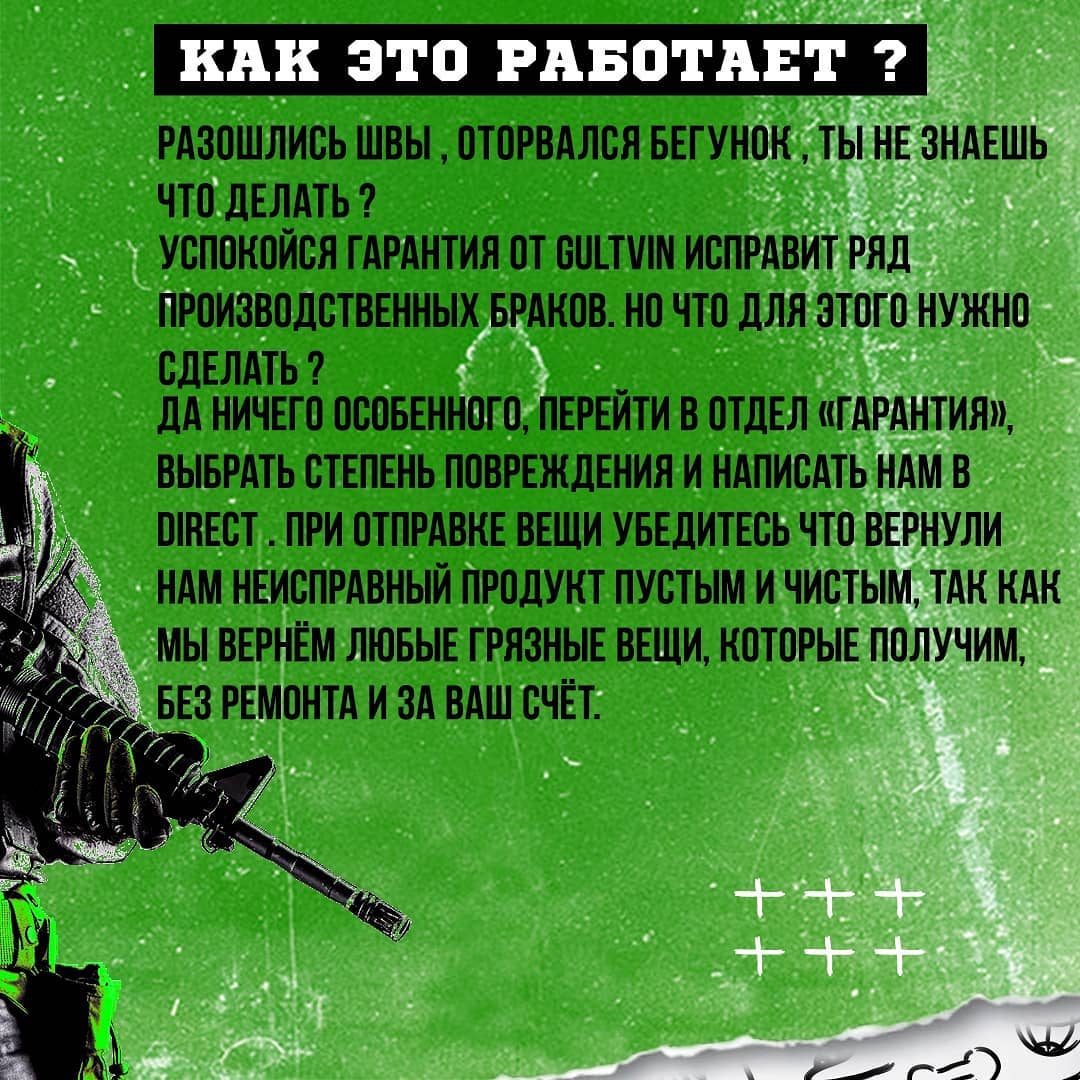 КАК ЭТО РАБОТАЕТ ?
РАЗОШЛИСЬ ШВЫ , ОТОРВАЛСЯ БЕГУНОК , ТЫ НЕ ЗНАЕШЬ
ЧТО ДЕЛАТЬ ?
УСПОКОЙСЯ ГАРАНТИЯ ОТ GULTVIN ИСПРАВИТ РЯД
ПРОИЗВОДСТВЕННЫХ БРАКОВ. НО ЧТО ДЛЯ ЭТОГО НУЖНО
СДЕЛАТЬ ?
ДА НИЧЕГО ОСОБЕННОГО, ПЕРЕЙТИ В ОТДЕЛ «ГАРАНТИЯ»,
ВЫБРАТЬ СТЕПЕНЬ ПОВРЕЖДЕНИЯ И НАПИСАТЬ НАМ В
DIRECT . ПРИ ОТПРАВКЕ ВЕЩИ УБЕДИТЕСЬ ЧТО ВЕРНУЛИ
НАМ НЕИСПРАВНЫЙ ПРОДУКТ ПУСТЫМ И ЧИСТЫМ, ТАК КАК
МЫ ВЕРНЁМ ЛЮБЫЕ ГРЯЗНЫЕ ВЕЩИ, КОТОРЫЕ ПОЛУЧИМ,
БЕЗ РЕМОНТА И ЗА ВАШ СЧЁТ.